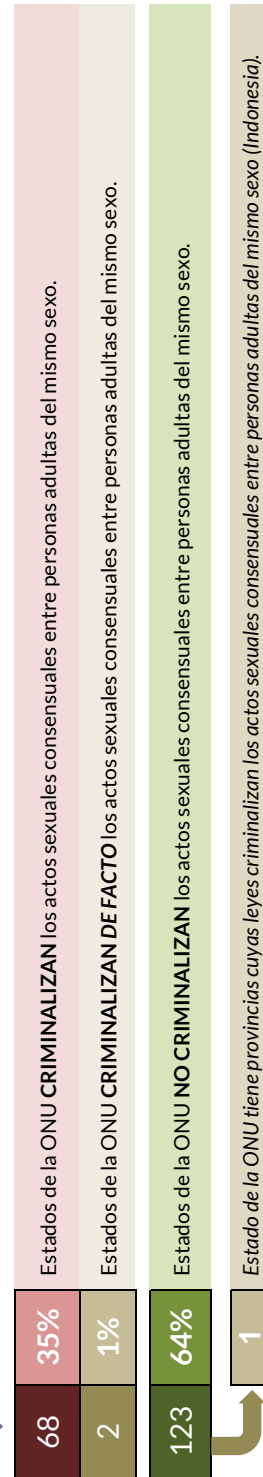 68 35% Estados de la ONU CRIMINALIZAN los actos sexuales consensuales entre personas adultas del mismo sexo.
2 1% Estados de la ONU CRIMINALIZAN DE FACTO los actos sexuales consensuales entre personas adultas del mismo sexo.
123 64% Estados de la ONU NO CRIMINALIZAN los actos sexuales consensuales entre personas adultas del mismo sexo.
1 Estado de la ONU tiene provincias cuyas leyes criminalizan los actos sexuales consensuales entre personas adultas del mismo sexo (Indonesia).